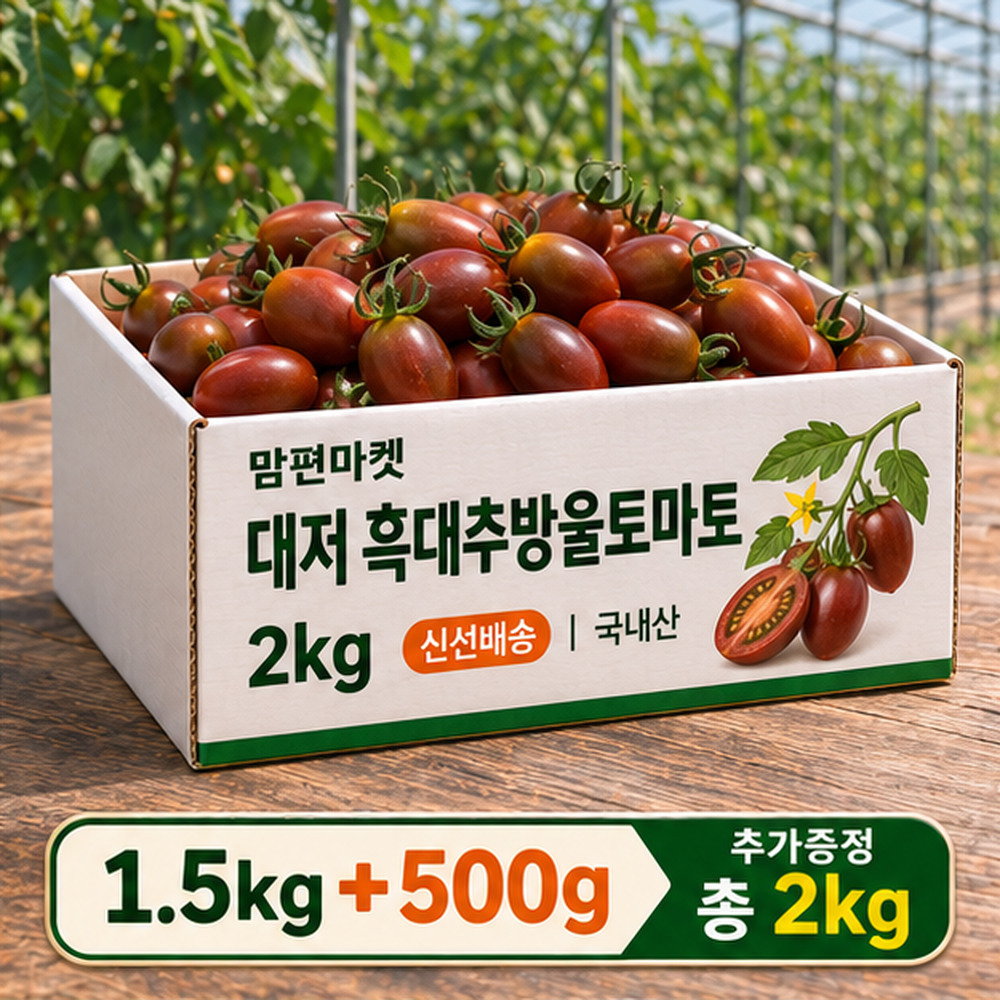 맘편마켓
대저 흑대추방울토마토
2kg 신선배송 | 국내산
1.5kg + 500g
추가증정
총 2kg